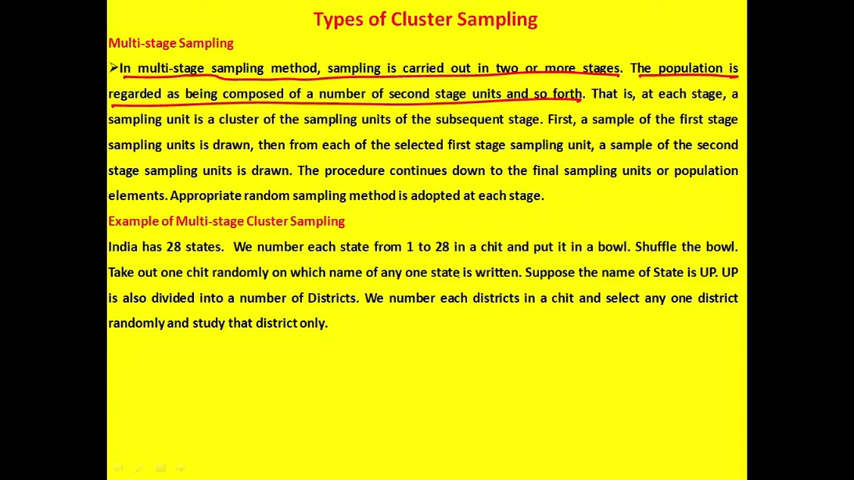 Types of Cluster Sampling
Multi-stage Sampling
➢In multi-stage sampling method, sampling is carried out in two or more stages. The population is
regarded as being composed of a number of second stage units and so forth. That is, at each stage, a
sampling unit is a cluster of the sampling units of the subsequent stage. First, a sample of the first stage
sampling units is drawn, then from each of the selected first stage sampling unit, a sample of the second
stage sampling units is drawn. The procedure continues down to the final sampling units or population
elements. Appropriate random sampling method is adopted at each stage.
Example of Multi-stage Cluster Sampling
India has 28 states. We number each state from 1 to 28 in a chit and put it in a bowl. Shuffle the bowl.
Take out one chit randomly on which name of any one state is written. Suppose the name of State is UP. UP
is also divided into a number of Districts. We number each districts in a chit and select any one district
randomly and study that district only.